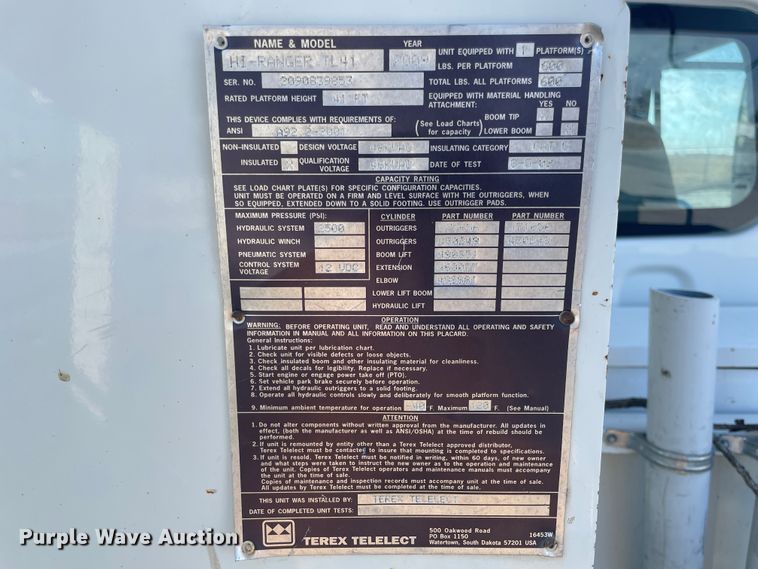 NAME & MODEL
YEAR
HI-RANGER TL41
UNIT EQUIPPED WITH 1 PLATFORM(S)
LBS. PER PLATFORM 600
SER. NO. 2090839253
TOTAL LBS. ALL PLATFORMS 600
RATED PLATFORM HEIGHT 41 FT
EQUIPPED WITH MATERIAL HANDLING
ATTACHMENT: YES NO
THIS DEVICE COMPLIES WITH REQUIREMENTS OF:
ANSI A92.2-2001
(See Load Charts for capacity)
BOOM TIP
LOWER BOOM
NON-INSULATED DESIGN VOLTAGE INSULATING CATEGORY
INSULATED X QUALIFICATION VOLTAGE DATE OF TEST
CAPACITY RATING
SEE LOAD CHART PLATE(S) FOR SPECIFIC CONFIGURATION CAPACITIES.
UNIT MUST BE OPERATED ON A FIRM AND LEVEL SURFACE WITH THE OUTRIGGERS, WHEN
SO EQUIPPED, EXTENDED DOWN TO A SOLID FOOTING. USE OUTRIGGER PADS.
MAXIMUM PRESSURE (PSI):
HYDRAULIC SYSTEM 2500
HYDRAULIC WINCH
PNEUMATIC SYSTEM
CONTROL SYSTEM
VOLTAGE 12 VDC
CYLINDER PART NUMBER PART NUMBER
OUTRIGGERS
OUTRIGGERS
BOOM LIFT
EXTENSION
ELBOW
LOWER LIFT BOOM
HYDRAULIC LIFT
OPERATION
WARNING: BEFORE OPERATING UNIT, READ AND UNDERSTAND ALL OPERATING AND SAFETY
INFORMATION IN MANUAL AND ALL INFORMATION ON THIS PLACARD.
General Instructions:
1. Lubricate unit per lubrication chart.
2. Check unit for visible defects or loose objects.
3. Check insulated boom and other insulating material for cleanliness.
4. Check all decals for legibility. Replace if necessary.
5. Start engine or engage power take off (PTO).
6. Set vehicle park brake securely before operation.
7. Extend all hydraulic outriggers to a solid footing.
8. Operate all hydraulic controls slowly and deliberately for smooth platform function.
9. Minimum ambient temperature for operation -40 F. Maximum 120 F. (See Manual)
ATTENTION
1. Do not alter components without written approval from the manufacturer. All updates in
effect, (both the manufacturer as well as ANSI/OSHA) at the time of rebuild should be
performed.
2. If unit is remounted by entity other than a Terex Telelect approved distributor,
Terex Telelect must be contacted to insure that mounting is completed to specifications.
3. If unit is resold, Terex Telelect must be notified in writing, within 60 days, of new owner
and what steps were taken to instruct the new owner as to the operation and maintenance
of the unit. Copies of Terex Telelect operators and maintenance manuals must accompany
the unit at the time of sale.
Copies of maintenance and inspection records must accompany unit at time of sale.
All updates by Terex Telelect must be completed at time of sale.
THIS UNIT WAS INSTALLED BY: TEREX TELELECT
DATE OF COMPLETED UNIT TESTS:
TEREX TELELECT
500 Oakwood Road
PO Box 1150
Watertown, South Dakota 57201 USA
16453W
Purple Wave Auction